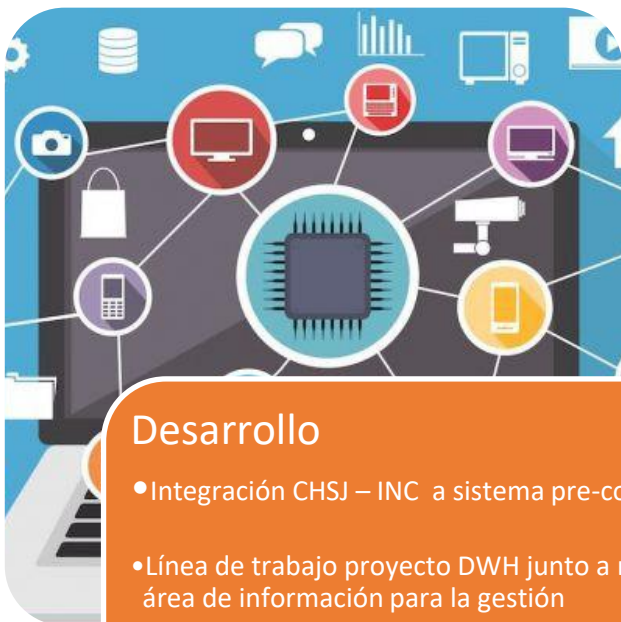 Desarrollo
•Integración CHSJ – INC a sistema pre-co
•Línea de trabajo proyecto DWH junto a
área de información para la gestión